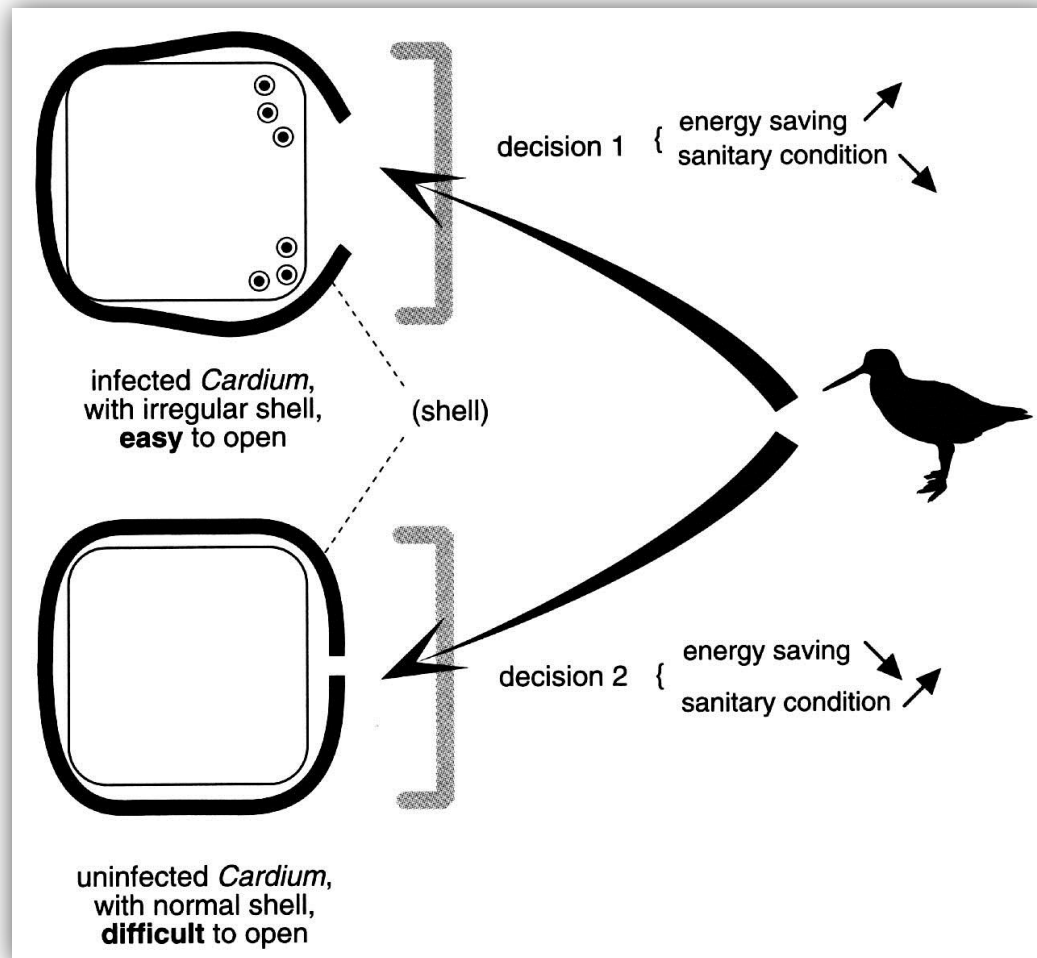 decision 1 { energy saving
sanitary condition
infected Cardium,
with irregular shell,
easy to open
(shell)
decision 2 { energy saving
sanitary condition
uninfected Cardium,
with normal shell,
difficult to open